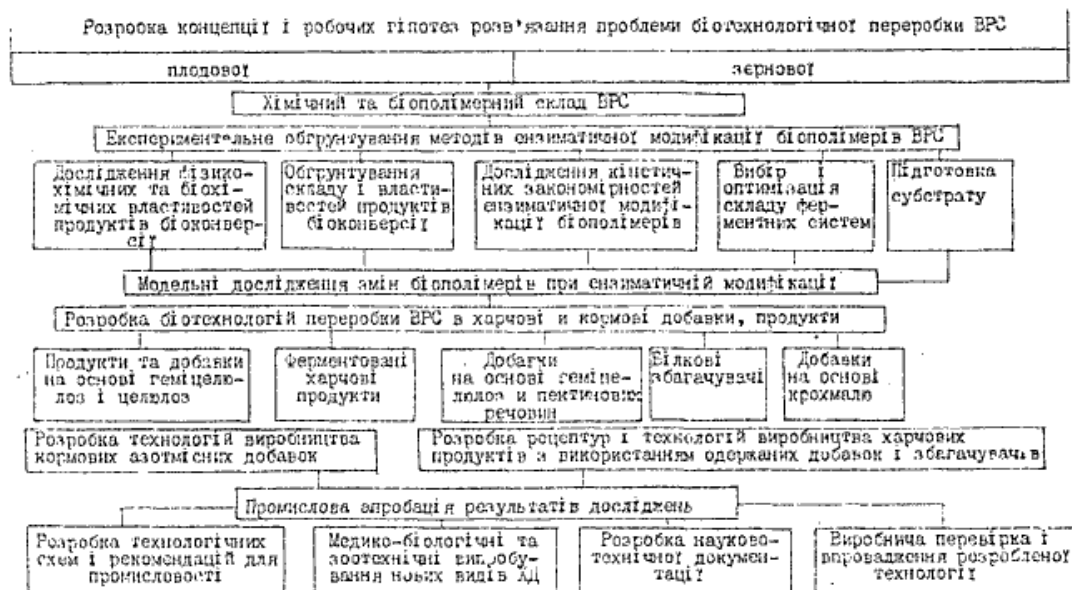 Розробка концепції і робочих гіпотез розв'язання проблеми біотехнологічної переробки ВРС
плодової
зернової
Хімічний та біополімерний склад ВРС
Експериментальне обгрунтування методів ензиматичної модифікації біополімерів ВРС
Дослідження фізико-
хімічних та біохі-
мічних властивостей
продуктів біоконвер-
сії
Обгрунтування
складу і власти-
востей продуктів
біоконверсії
Дослідження кінетич-
них закономірностей
ензиматичної модифі-
кації біополімерів
Вибір і
оптимізація
складу фер-
ментних систем
Підготовка
субстрату
Модельні дослідження змін біополімерів при ензиматичній модифікації
Розробка біотехнологій переробки ВРС в харчові и кормові добавки, продукти
Продукти та добавки
на основі геміцелю-
лоз і целюлоз
Ферментовані
харчові
продукти
Добавки
на основі геміце-
люлоз и пектинових
речовин
Білкові
збагачувачі
Добавки
на основі
крохмалю
Розробка технологій виробництва
кормових азотмісних добавок
Розробка рецептур і технологій виробництва харчових
продуктів з використанням одержаних добавок і збагачувачів
Промислова апробація результатів досліджень
Розробка технологічних
схем і рекомендацій для
промисловості
Медико-біологічні та
зоотехнічні випробу-
вання нових видів ХД
Розробка науково-
технічної докумен-
тації
Виробнича перевірка і
впровадження розробленої
технології